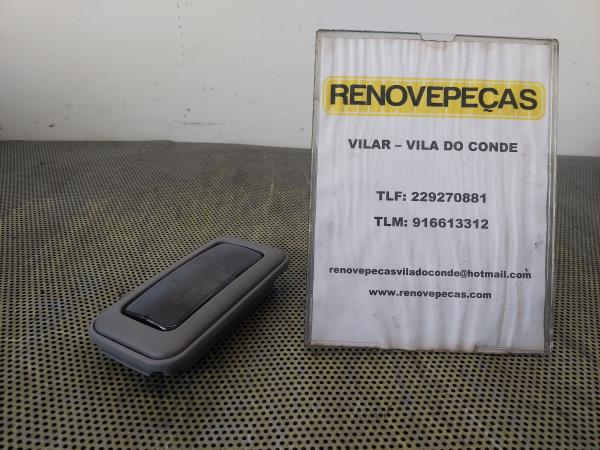 RENOVEPEÇAS
VILAR – VILA DO CONDE
TLF: 229270881
TLM: 916613312
renovepecasviladoconde@hotmail.com
www.renovepecas.com